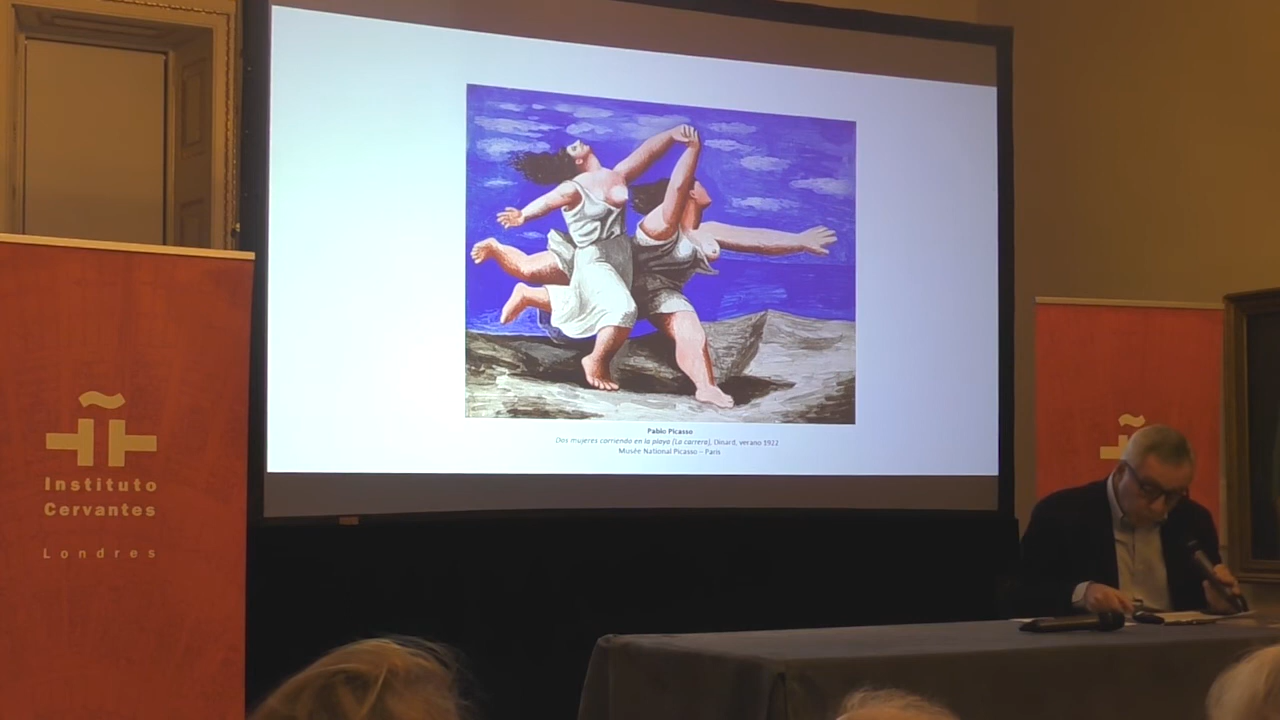 Pablo Picasso
Dos mujeres corriendo en la playa (La carrera), Dinard, verano 1922
Musée National Picasso – Paris
Instituto
Cervantes
Londres